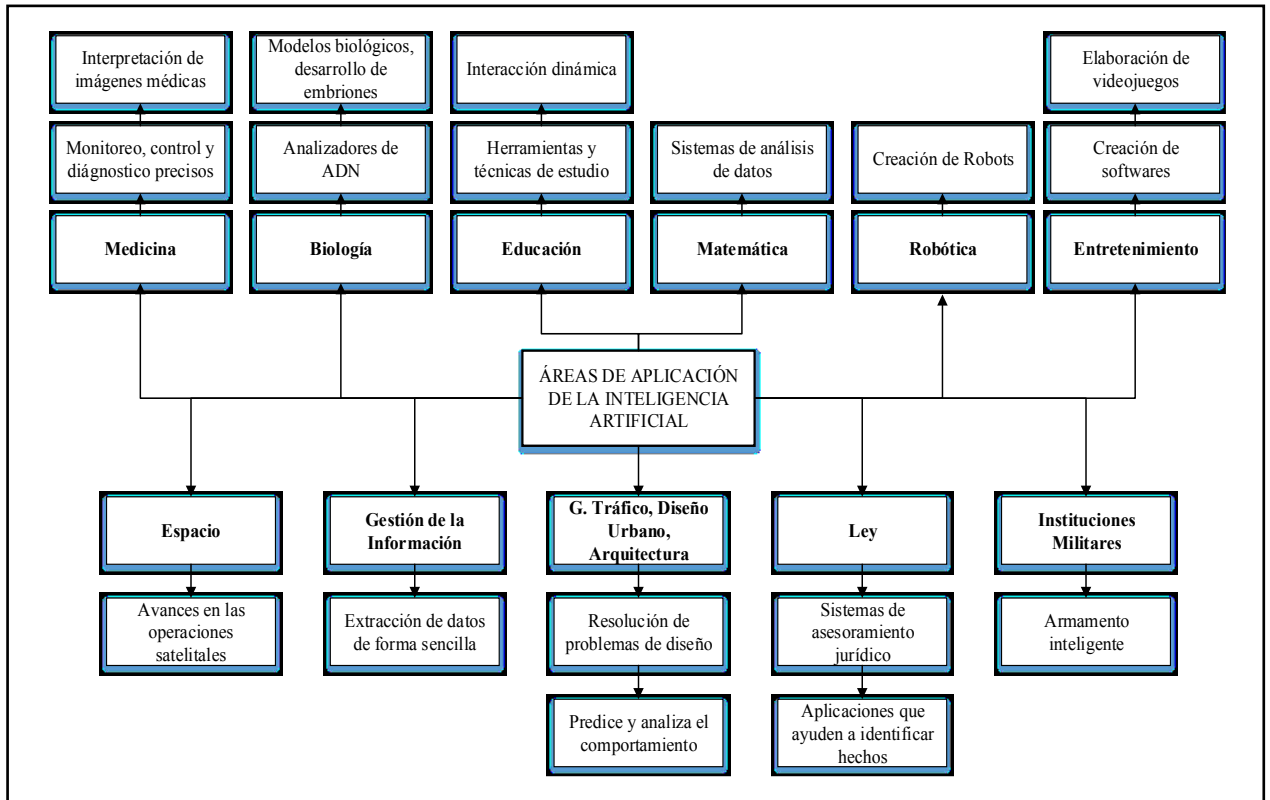 Interpretación de
imágenes médicas
Modelos biológicos,
desarrollo de
embriones
Interacción dinámica
Elaboración de
videojuegos
Monitoreo, control y
diágnostico precisos
Analizadores de
ADN
Herramientas y
técnicas de estudio
Sistemas de análisis
de datos
Creación de Robots
Creación de
softwares
Medicina
Biología
Educación
Matemática
Robótica
Entretenimiento
ÁREAS DE APLICACIÓN
DE LA INTELIGENCIA
ARTIFICIAL
Espacio
Gestión de la
Información
G. Tráfico, Diseño
Urbano,
Arquitectura
Ley
Instituciones
Militares
Avances en las
operaciones
satelitales
Extracción de datos
de forma sencilla
Resolución de
problemas de diseño
Sistemas de
asesoramiento
jurídico
Armamento
inteligente
Predice y analiza el
comportamiento
Aplicaciones que
ayuden a identificar
hechos